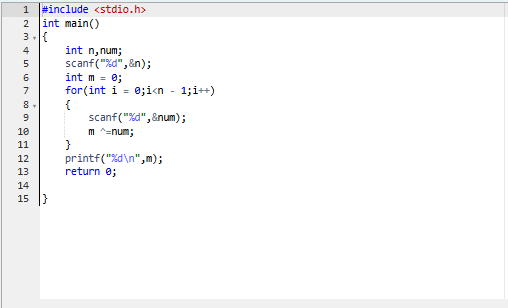 1 #include <stdio.h>
2 int main()
3 {
4     int n,num;
5     scanf("%d",&n);
6     int m = 0;
7     for(int i = 0;i<n - 1;i++)
8     {
9         scanf("%d",&num);
10         m ^=num;
11     }
12     printf("%d\n",m);
13     return 0;
14
15 }